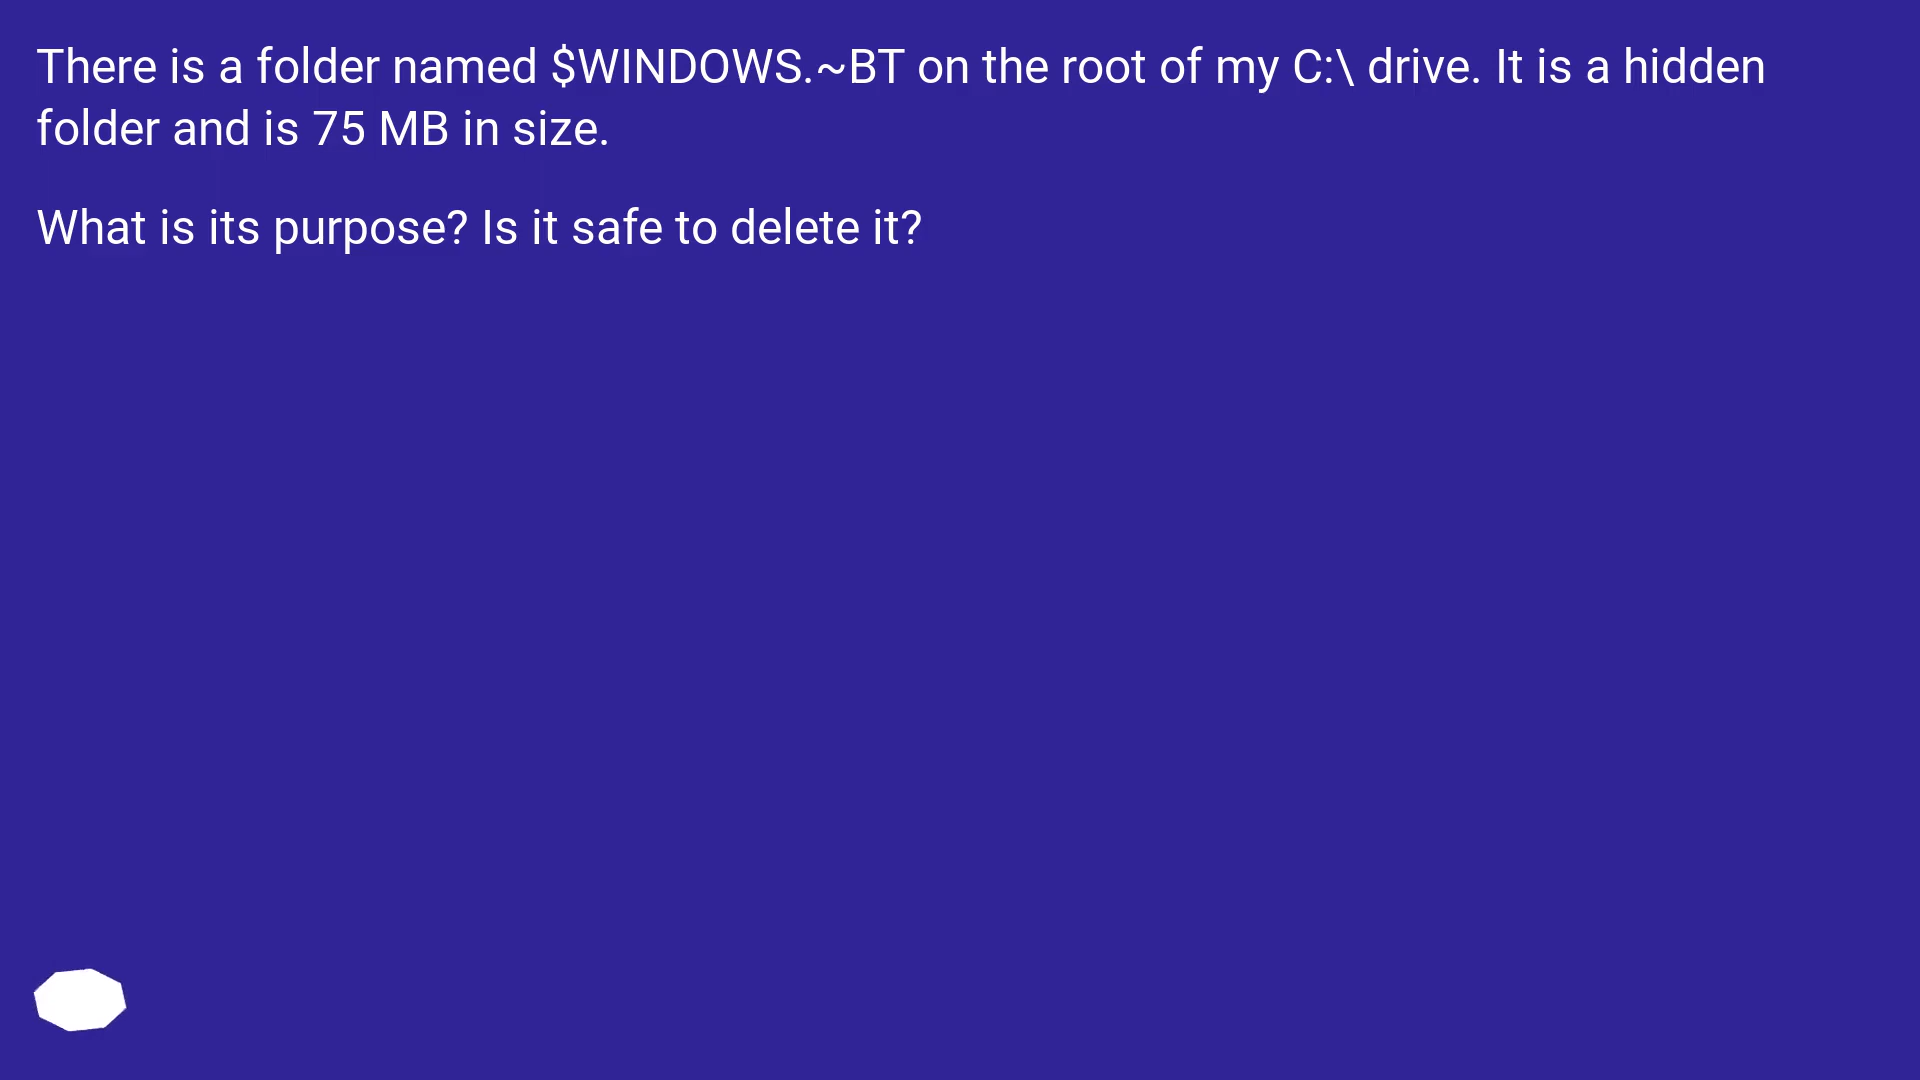 There is a folder named $WINDOWS.~BT on the root of my C:\ drive. It is a hidden
folder and is 75 MB in size.
What is its purpose? Is it safe to delete it?